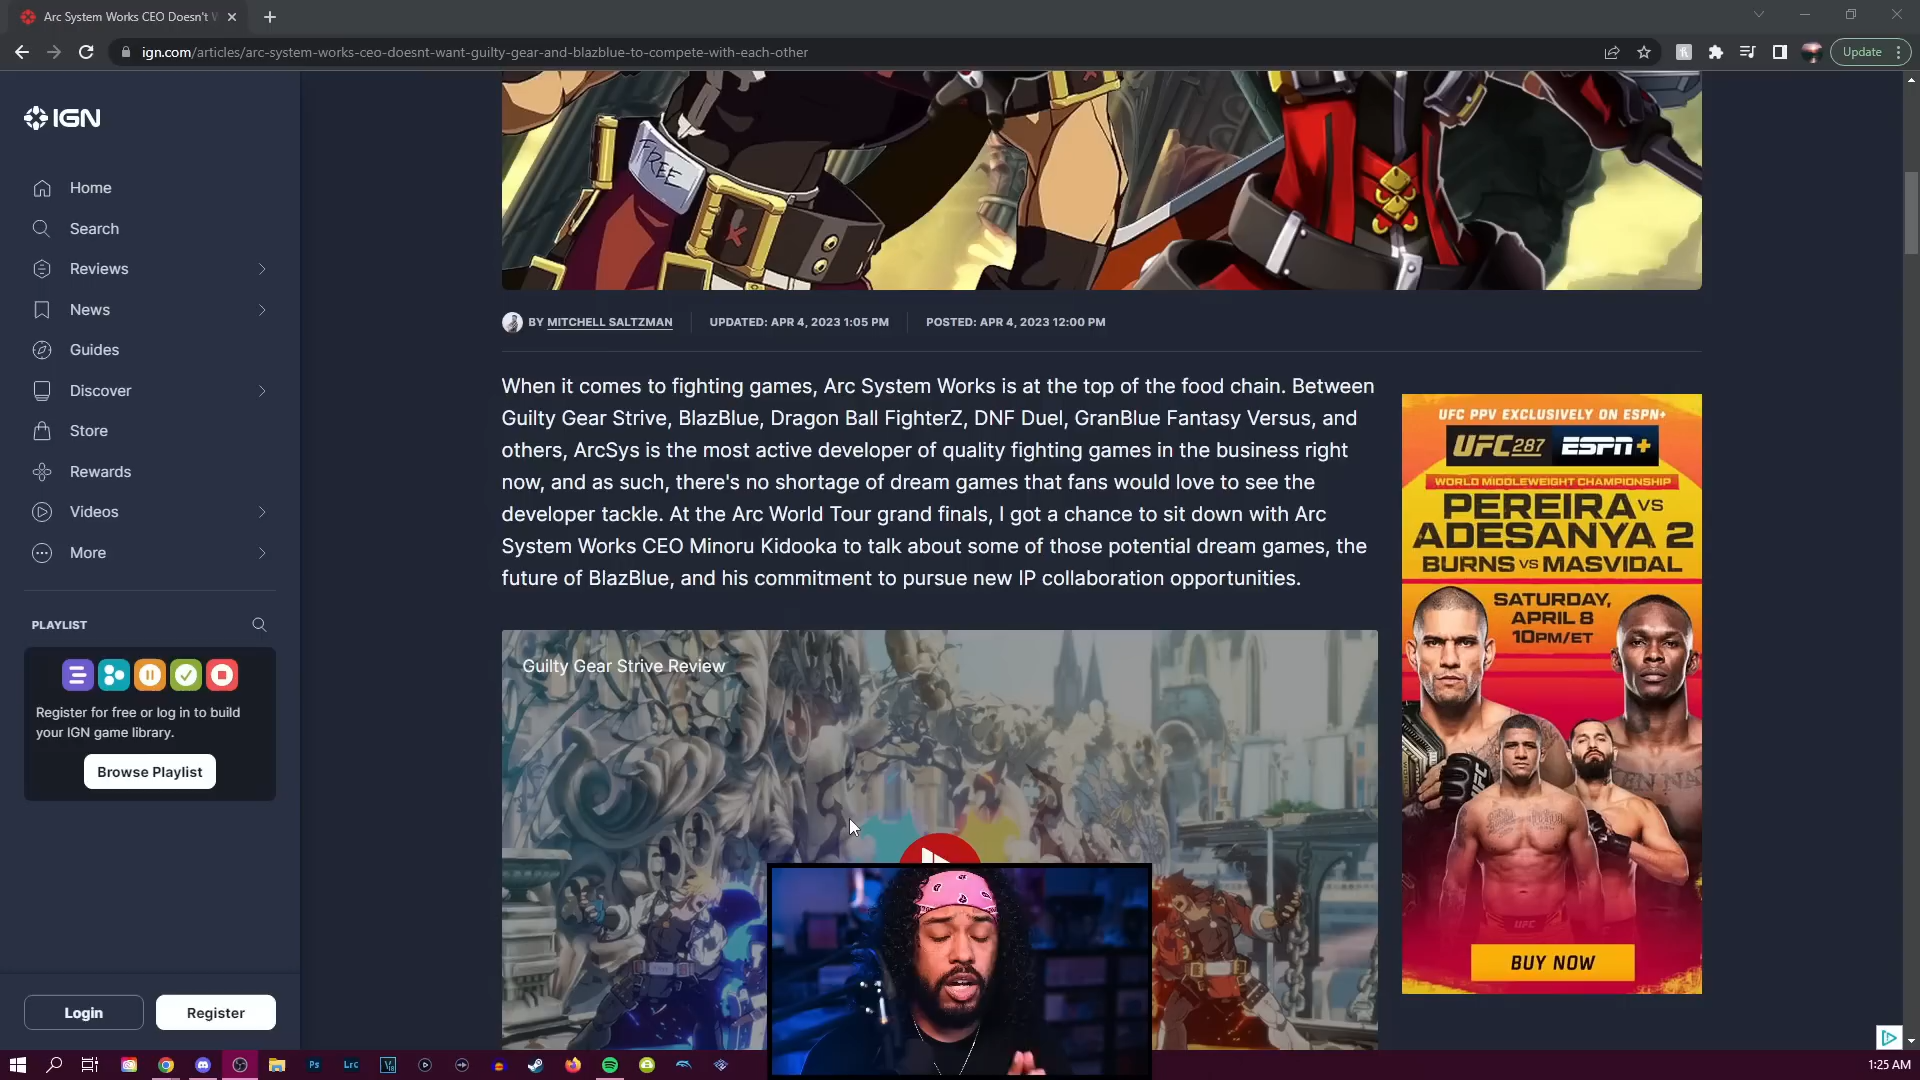 Arc System Works CEO Doesn't W
ign.com/articles/arc-system-works-ceo-doesnt-want-guilty-gear-and-blazblue-to-compete-with-each-other
Update
IGN
Home
Search
Reviews
News
Guides
Discover
Store
Rewards
Videos
More
PLAYLIST
Register for free or log in to build
your IGN game library.
Browse Playlist
Login
Register
FREE
BY MITCHELL SALTZMAN
UPDATED: APR 4, 2023 1:05 PM
POSTED: APR 4, 2023 12:00 PM
When it comes to fighting games, Arc System Works is at the top of the food chain. Between
Guilty Gear Strive, BlazBlue, Dragon Ball FighterZ, DNF Duel, GranBlue Fantasy Versus, and
others, ArcSys is the most active developer of quality fighting games in the business right
now, and as such, there's no shortage of dream games that fans would love to see the
developer tackle. At the Arc World Tour grand finals, I got a chance to sit down with Arc
System Works CEO Minoru Kidooka to talk about some of those potential dream games, the
future of BlazBlue, and his commitment to pursue new IP collaboration opportunities.
Guilty Gear Strive Review
UFC PPV EXCLUSIVELY ON ESPN+
UFC 287 ESPN+
WORLD MIDDLEWEIGHT CHAMPIONSHIP
PEREIRA VS
ADESANYA 2
BURNS VS MASVIDAL
SATURDAY,
APRIL 8
10PM/ET
UFC
BUY NOW
Ps
Lrc
1:25 AM